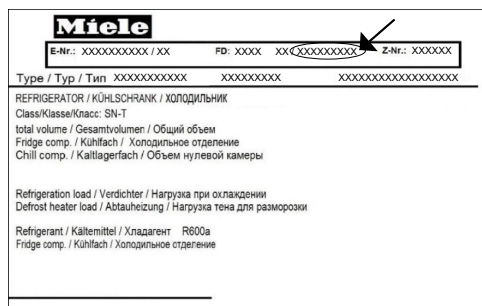 Miele
E-Nr.: XXXXXXXXXX / XX FD: XXXX XX / XXXXXXXXX Z-Nr.: XXXXXX
Type / Typ / Тип XXXXXXXXXXX XXXXXXXXX XXXXXXXXXXXXXXXXXX
REFRIGERATOR / KÜHLSCHRANK / ХОЛОДИЛЬНИК
Class/Klasse/Класс: SN-T
total volume / Gesamtvolumen / Общий объем
Fridge comp. / Kühlfach / Холодильное отделение
Chill comp. / Kaltlagerfach / Объем нулевой камеры
Refrigeration load / Verdichter / Нагрузка при охлаждении
Defrost heater load / Abtauheizung / Нагрузка тена для разморозки
Refrigerant / Kältemittel / Хладагент R600a
Fridge comp. / Kühlfach / Холодильное отделение